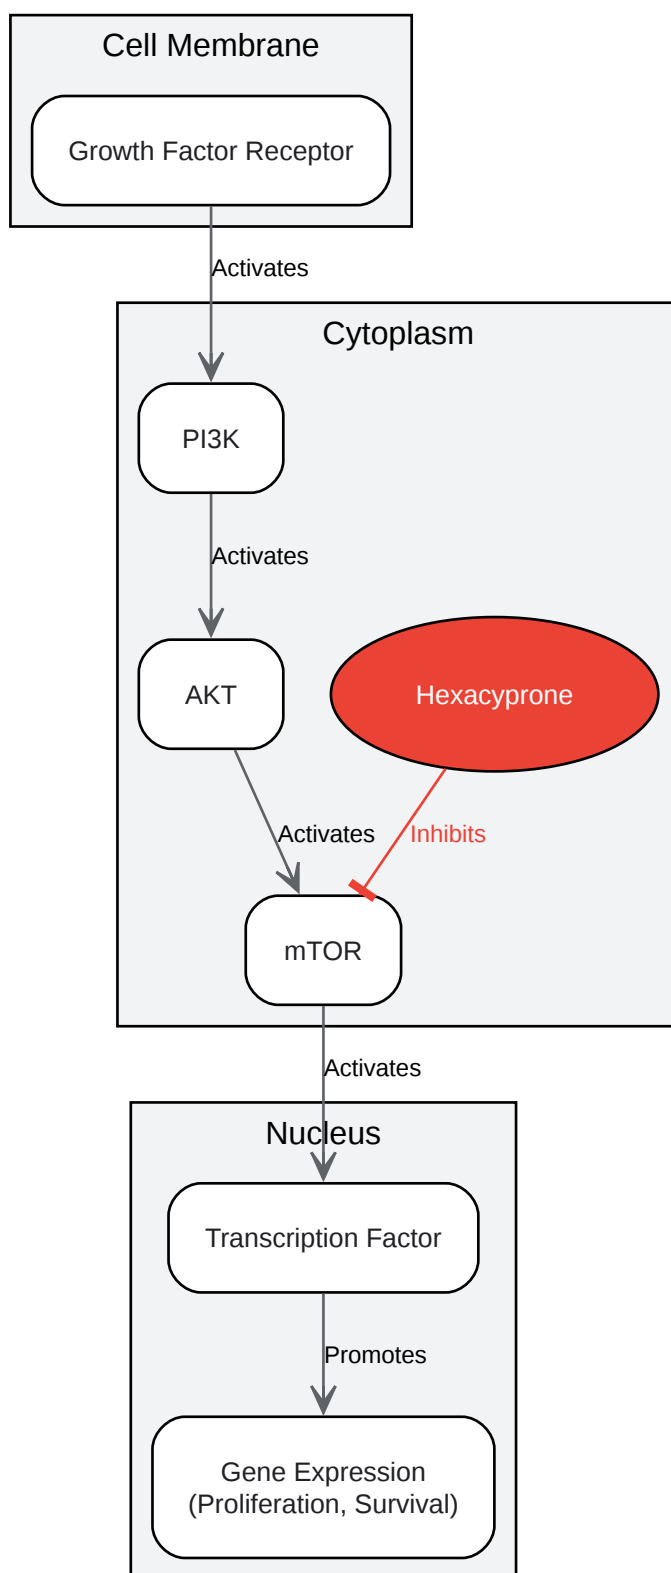 Cell Membrane
Growth Factor Receptor
Activates
Cytoplasm
PI3K
Activates
AKT
Hexacyprone
Activates
Inhibits
mTOR
Activates
Nucleus
Transcription Factor
Promotes
Gene Expression
(Proliferation, Survival)